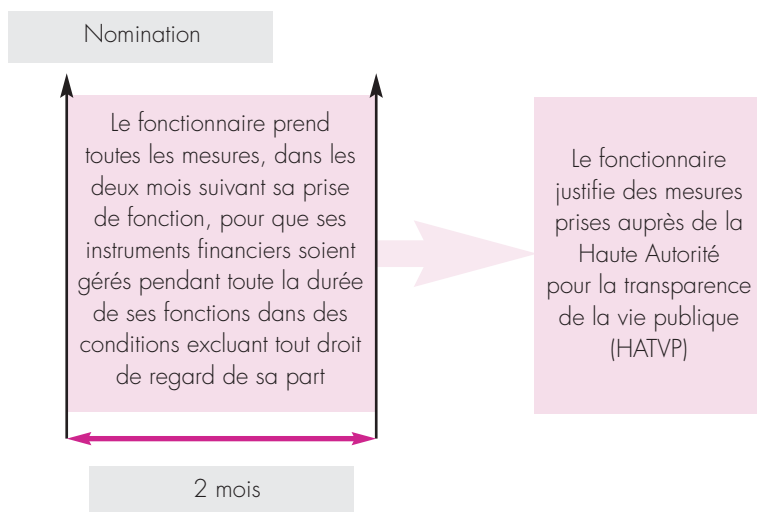 Nomination
Le fonctionnaire prend
toutes les mesures, dans les
deux mois suivant sa prise
de fonction, pour que ses
instruments financiers soient
gérés pendant toute la durée
de ses fonctions dans des
conditions excluant tout droit
de regard de sa part
Le fonctionnaire
justifie des mesures
prises auprès de la
Haute Autorité
pour la transparence
de la vie publique
(HATVP)
2 mois